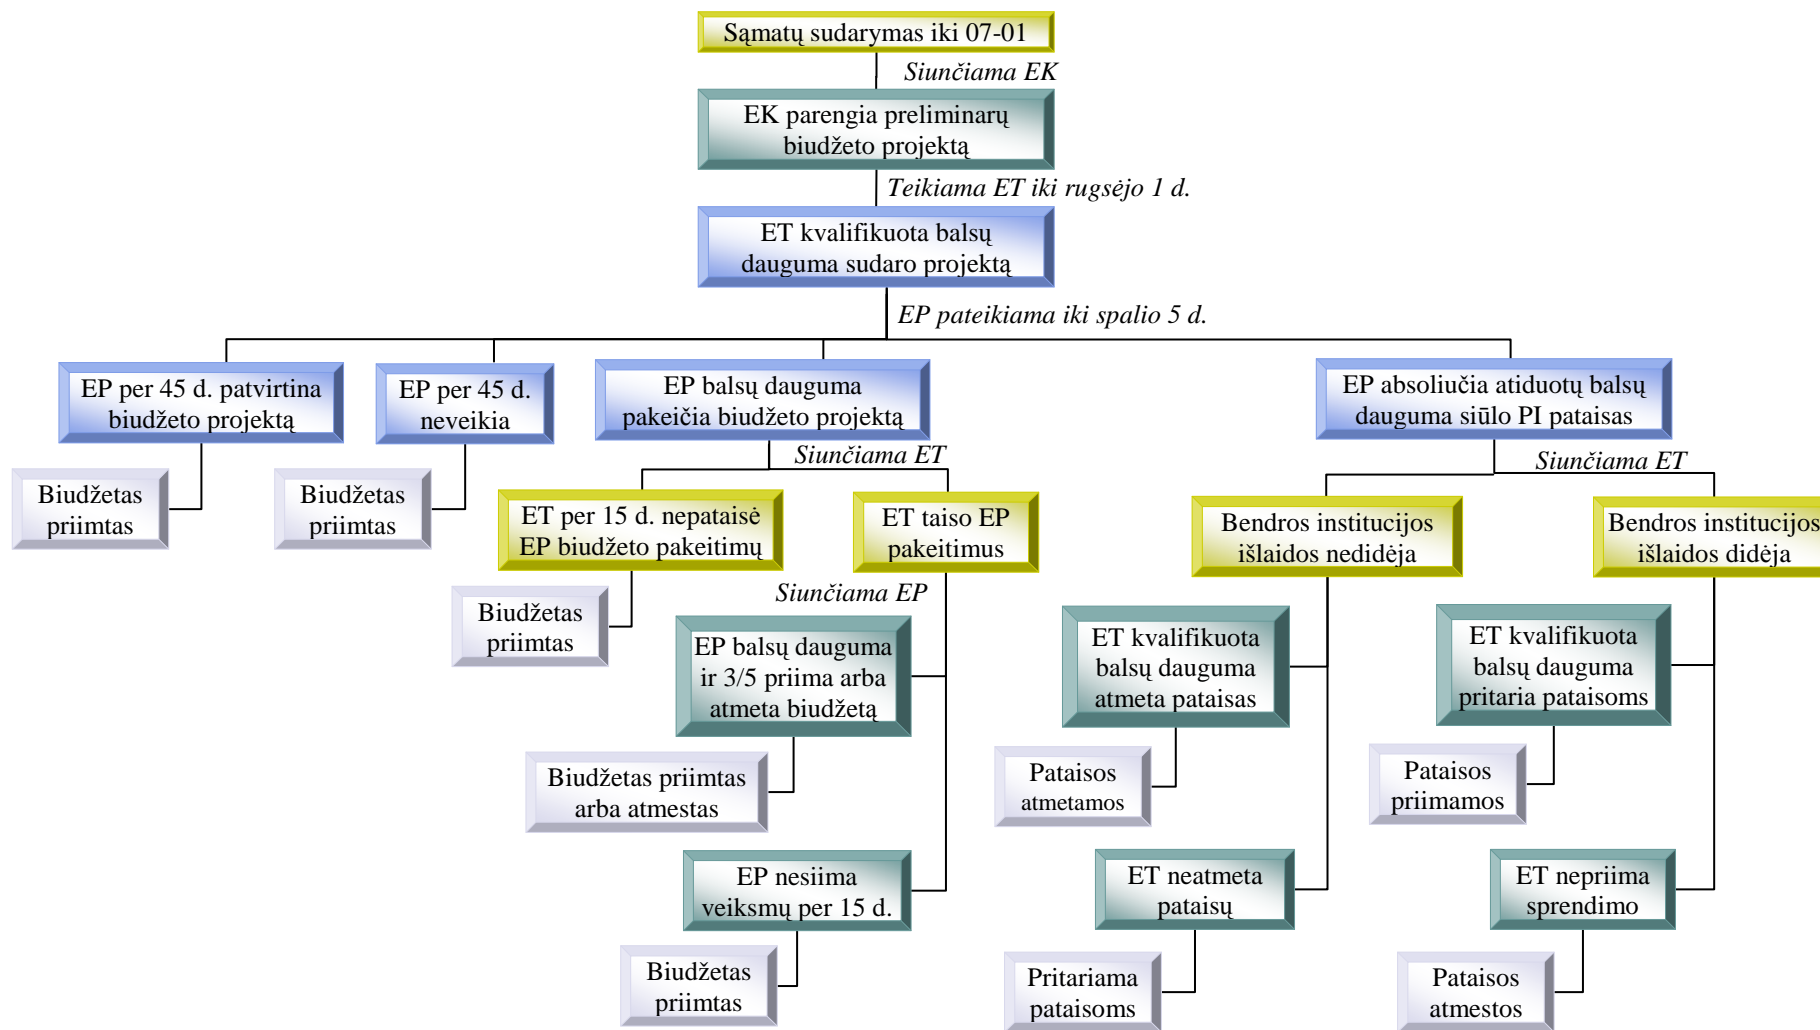 Sąmatų sudarymas iki 07-01
Siunčiama EK
EK parengia preliminarų
biudžeto projektą
Teikiama ET iki rugsėjo 1 d.
ET kvalifikuota balsų
dauguma sudaro projektą
EP pateikiama iki spalio 5 d.
EP per 45 d. patvirtina
biudžeto projektą
EP per 45 d.
neveikia
EP balsų dauguma
pakeičia biudžeto projektą
EP absoliučia atiduotų balsų
dauguma siūlo PI pataisas
Siunčiama ET
Siunčiama ET
Biudžetas
priimtas
Biudžetas
priimtas
ET per 15 d. nepataisė
EP biudžeto pakeitimų
ET taiso EP
pakeitimus
Bendros institucijos
išlaidos nedidėja
Bendros institucijos
išlaidos didėja
Siunčiama EP
Biudžetas
priimtas
EP balsų dauguma
ir 3/5 priima arba
atmeta biudžetą
ET kvalifikuota
balsų dauguma
atmeta pataisas
ET kvalifikuota
balsų dauguma
pritaria pataisoms
Biudžetas priimtas
arba atmestas
Pataisos
atmetamos
Pataisos
priimamos
EP nesiima
veiksmų per 15 d.
ET neatmeta
pataisų
ET nepriima
sprendimo
Biudžetas
priimtas
Pritariama
pataisoms
Pataisos
atmestos